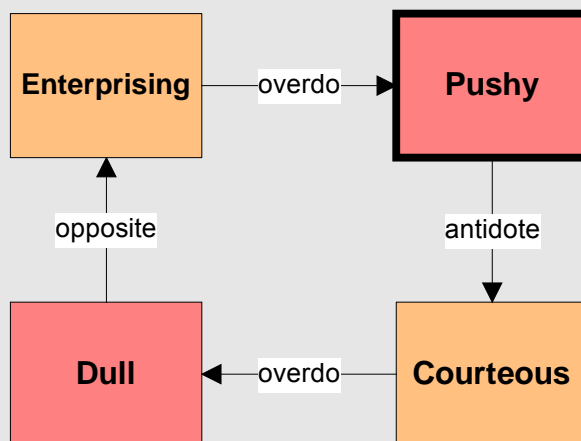 Enterprising
overdo
Pushy
opposite
antidote
Dull
overdo
Courteous